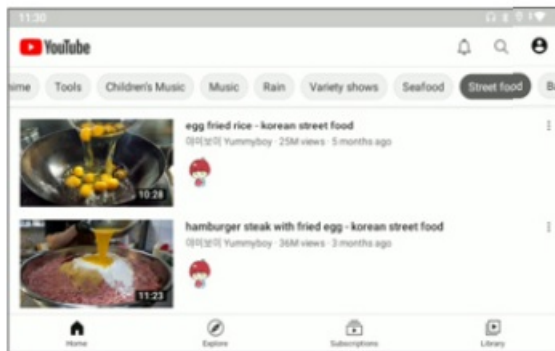 11:30
YouTube
nime Tools Children's Music Music Rain Variety shows Seafood Street food Ba
egg fried rice - korean street food
야미보이 Yummyboy · 25M views · 5 months ago
10:28
hamburger steak with fried egg - korean street food
야미보이 Yummyboy · 36M views · 3 months ago
11:23
Home Explore Subscriptions Library